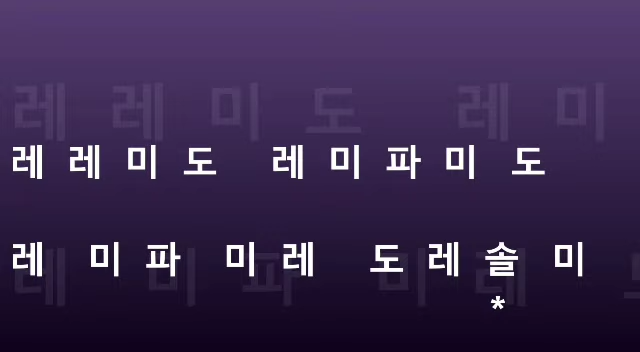 레 레 미 도 레 미 파 미 도
레 미 파 미 레 도 레 솔 미
*